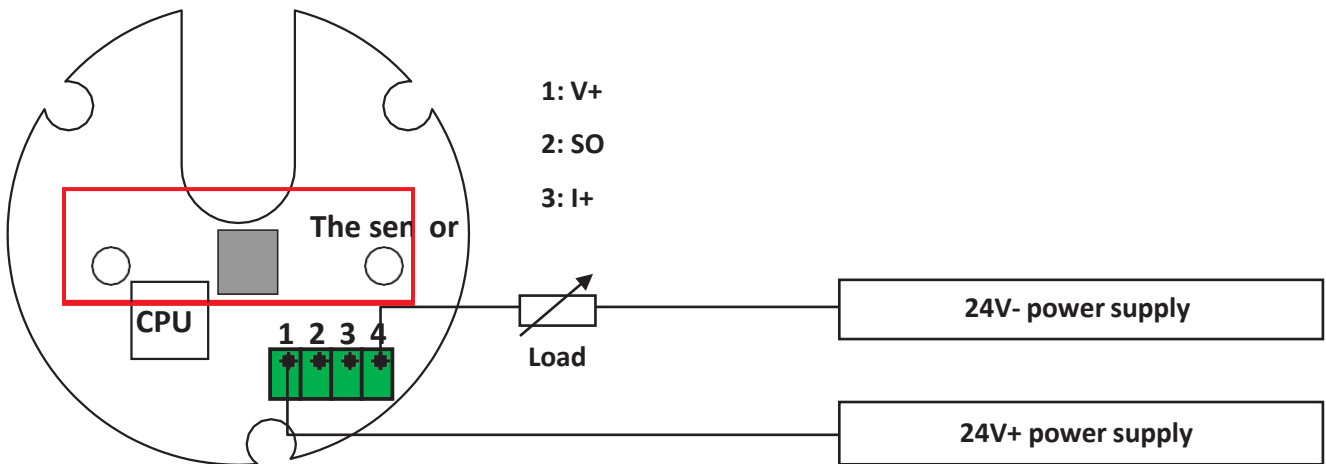 1: V+
2: SO
3: I+
The sen or
CPU
1 2 3 4
Load
24V- power supply
24V+ power supply